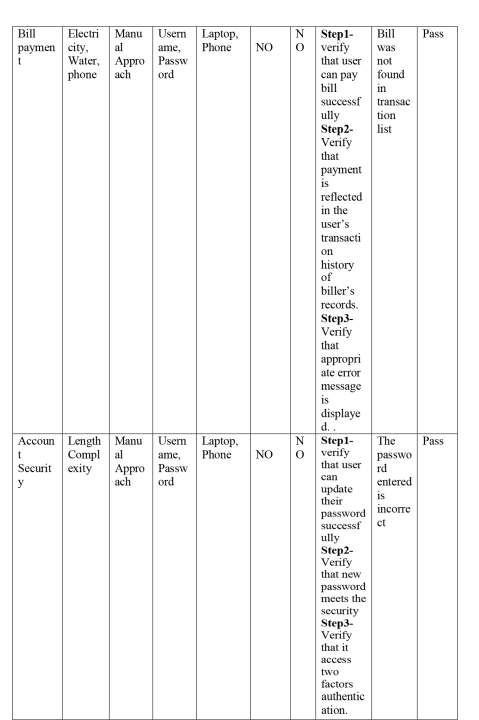 Bill
paymen
t
Electri
city,
Water,
phone
Manu
al
Appro
ach
Usern
ame,
Passw
ord
Laptop,
Phone
NO
N
O
Step1-
verify
that user
can pay
bill
successf
ully
Step2-
Verify
that
payment
is
reflected
in the
user's
transacti
on
history
of
biller's
records.
Step3-
Verify
that
appropri
ate error
message
is
displaye
d. .
Bill
was
not
found
in
transac
tion
list
Pass
Accoun
t
Securit
y
Length
Compl
exity
Manu
al
Appro
ach
Usern
ame,
Passw
ord
Laptop,
Phone
NO
N
O
Step1-
verify
that user
can
update
their
password
successf
ully
Step2-
Verify
that new
password
meets the
security
Step3-
Verify
that it
access
two
factors
authentic
ation.
The
passwo
rd
entered
is
incorre
ct
Pass